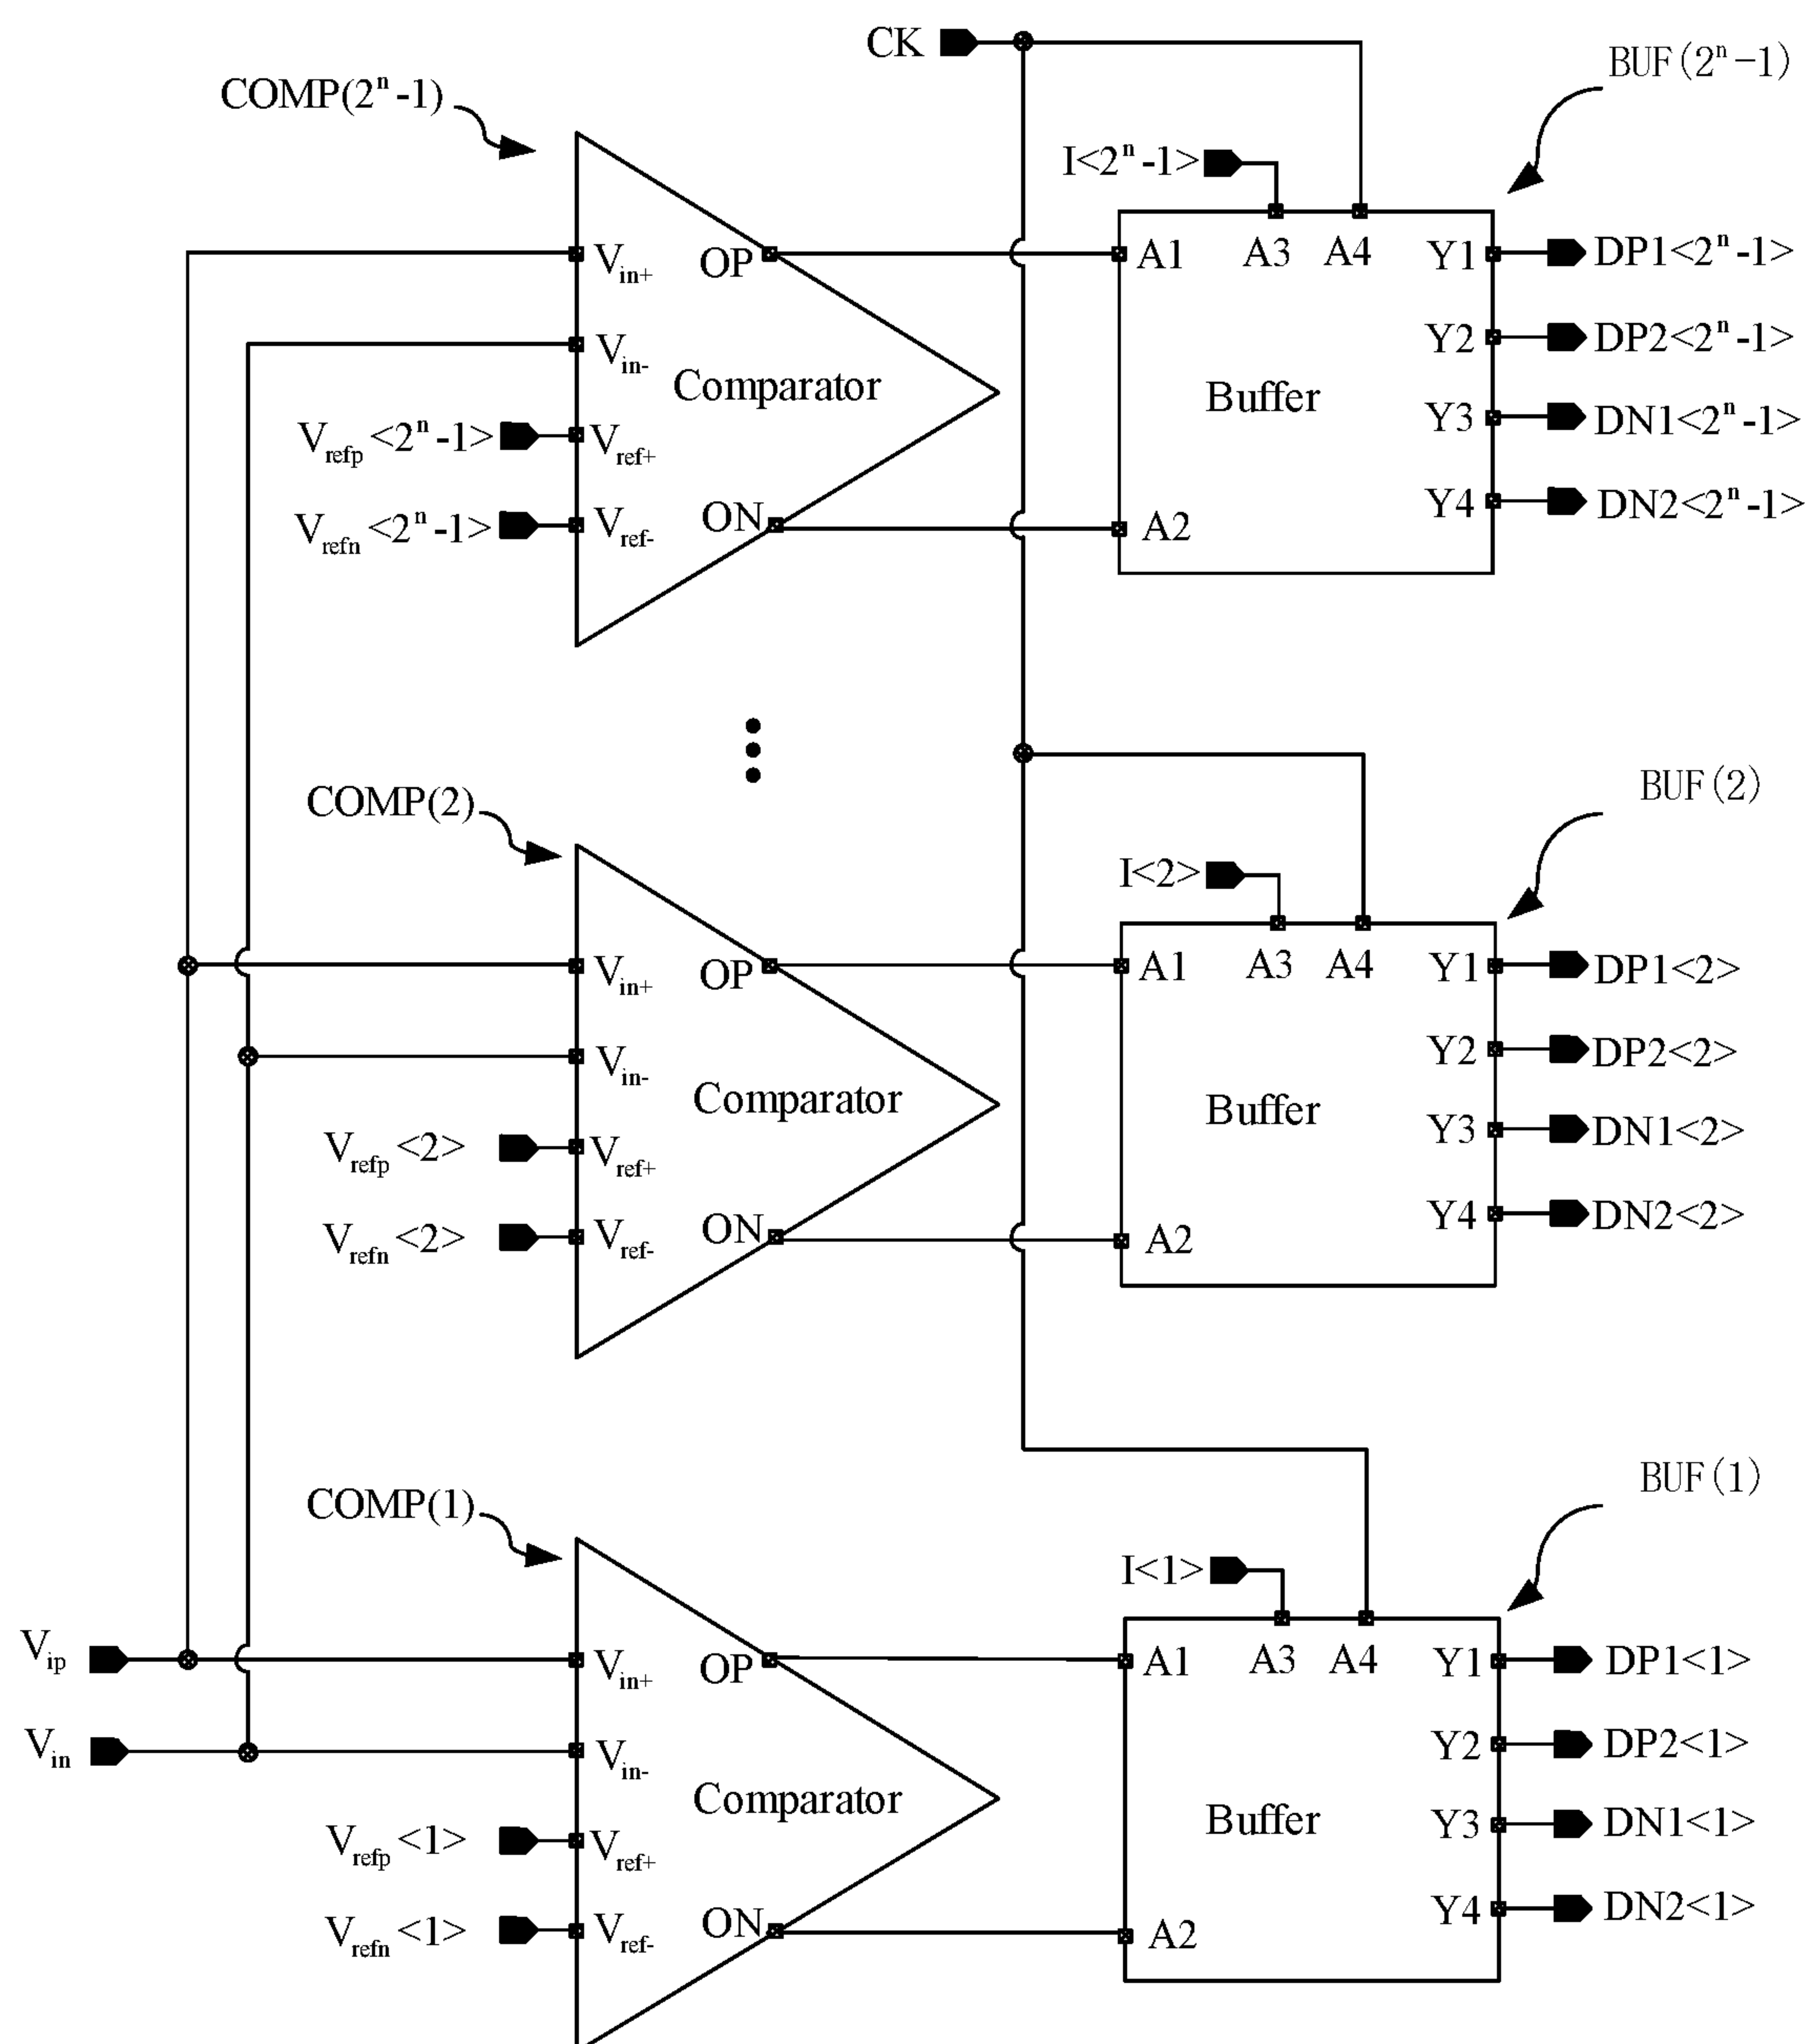 CK
BUF(2ⁿ-1)
COMP(2ⁿ-1)
I<2ⁿ-1>
Vin+
OP
A1
A3
A4
Y1
DP1<2ⁿ-1>
Vin-
Y2
DP2<2ⁿ-1>
Comparator
Buffer
Vrefp<2ⁿ-1>
Vref+
Y3
DN1<2ⁿ-1>
Vrefn<2ⁿ-1>
Vref-
ON
A2
Y4
DN2<2ⁿ-1>
COMP(2)
BUF(2)
I<2>
Vin+
OP
A1
A3
A4
Y1
DP1<2>
Vin-
Y2
DP2<2>
Comparator
Buffer
Vrefp<2>
Vref+
Y3
DN1<2>
Vrefn<2>
Vref-
ON
A2
Y4
DN2<2>
COMP(1)
BUF(1)
I<1>
Vip
Vin+
OP
A1
A3
A4
Y1
DP1<1>
Vin
Vin-
Y2
DP2<1>
Comparator
Buffer
Vrefp<1>
Vref+
Y3
DN1<1>
Vrefn<1>
Vref-
ON
A2
Y4
DN2<1>